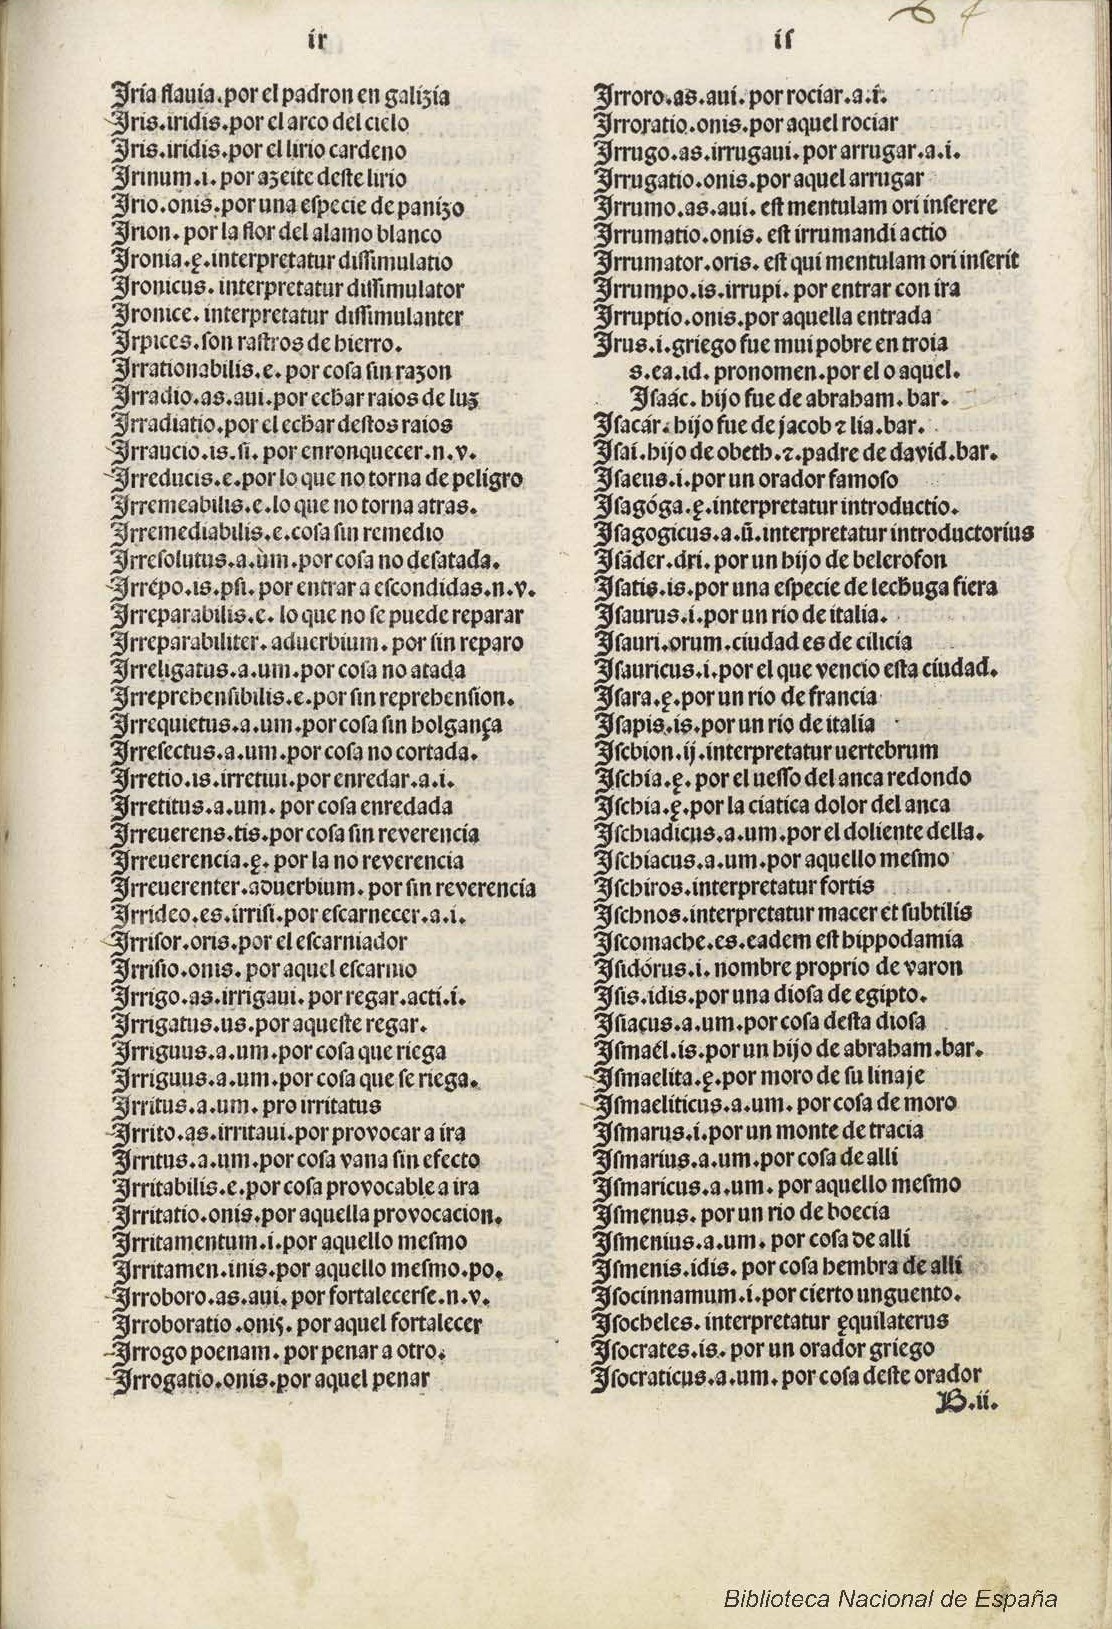 ir
Iria flauia.por el padron en galizia
Iris.iridis.por el arco del cielo
Iris.iridis.por el lirio cardeno
Irinum.i.por azeite deste lirio
Irio.onis.por una especie de panizo
Irion.por la flor del alamo blanco
Ironia.ę.interpretatur dissimulatio
Ironicus.interpretatur dissimulator
Ironice.interpretatur dissimulanter
Irpices.son rastros de hierro.
Irrationabilis.e.por cosa sin razon
Irradio.as.aui.por echar raios de luz
Irradiatio.por el echar destos raios
Irraucio.is.si.por enronquecer.n.v.
Irreducis.e.por lo que no torna de peligro
Irremeabilis.e.lo que no torna atras.
Irremediabilis.e.cosa sin remedio
Irresolutus.a.um.por cosa no desatada.
Irrépo.is.psi.por entrar a escondidas.n.v.
Irreparabilis.e.lo que no se puede reparar
Irreparabiliter.aduerbium.por sin reparo
Irreligatus.a.um.por cosa no atada
Irreprehensibilis.e.por sin reprehension.
Irrequietus.a.um.por cosa sin holgança
Irresectus.a.um.por cosa no cortada.
Irretio.is.irretiui.por enredar.a.i.
Irretitus.a.um.por cosa enredada
Irreuerens.tis.por cosa sin reverencia
Irreuerencia.ę.por la no reverencia
Irreuerenter.aduerbium.por sin reverencia
Irrideo.es.irrisi.por escarnecer.a.i.
Irrisor.oris.por el escarniador
Irrisio.onis.por aquel escarnio
Irrigo.as.irrigaui.por regar.acti.i.
Irrigatus.us.por aqueste regar.
Irriguus.a.um.por cosa que riega
Irriguus.a.um.por cosa que se riega.
Irritus.a.um.pro irritatus
Irrito.as.irritaui.por provocar a ira
Irritus.a.um.por cosa vana sin efecto
Irritabilis.e.por cosa provocable a ira
Irritatio.onis.por aquella provocacion.
Irritamentum.i.por aquello mesmo
Irritamen.inis.por aquello mesmo.po.
Irroboro.as.aui.por fortalecerse.n.v.
Irroboratio.onis.por aquel fortalecer
Irrogo poenam.por penar a otro.
Irrogatio.onis.por aquel penar
is
Irroro.as.aui.por rociar.a.i.
Irroratio.onis.por aquel rociar
Irrugo.as.irrugaui.por arrugar.a.i.
Irrugatio.onis.por aquel arrugar
Irrumo.as.aui.est mentulam ori inserere
Irrumatio.onis.est irrumandi actio
Irrumator.oris.est qui mentulam ori inserit
Irrumpo.is.irrupi.por entrar con ira
Irruptio.onis.por aquella entrada
Irus.i.griego fue mui pobre en troia
s.ea.id.pronomen.por el o aquel.
Isaác.hijo fue de abraham.bar.
Isacár.hijo fue de jacob ⁊ lia.bar.
Isaí.hijo de obeth.⁊.padre de david.bar.
Isaeus.i.por un orador famoso
Isagóga.ę.interpretatur introductio.
Isagogicus.a.ū.interpretatur introductorius
Isāder.dri.por un hijo de belerofon
Isatis.is.por una especie de lechuga fiera
Isaurus.i.por un rio de italia.
Isauri.orum.ciudad es de cilicia
Isauricus.i.por el que vencio esta ciudad.
Isara.ę.por un rio de francia
Isapis.is.por un rio de italia
Ischion.ij.interpretatur uertebrum
Ischia.ę.por el uesso del anca redondo
Ischia.ę.por la ciatica dolor del anca
Ischiadicus.a.um.por el doliente della.
Ischiacus.a.um.por aquello mesmo
Ischiros.interpretatur fortis
Ischnos.interpretatur macer et subtilis
Iscomache.es.eadem est hippodamia
Isidórus.i.nombre proprio de varon
Isis.idis.por una diosa de egipto.
Isiacus.a.um.por cosa desta diosa
Ismaél.is.por un hijo de abraham.bar.
Ismaelita.ę.por moro de su linaje
Ismaeliticus.a.um.por cosa de moro
Ismarus.i.por un monte de tracia
Ismarius.a.um.por cosa de alli
Ismaricus.a.um.por aquello mesmo
Ismenus.por un rio de boecia
Ismenius.a.um.por cosa de alli
Ismenis.idis.por cosa hembra de alli
Isocinnamum.i.por cierto unguento.
Isocheles.interpretatur ęquilaterus
Isocrates.is.por un orador griego
Isocraticus.a.um.por cosa deste orador
B.ii.
Biblioteca Nacional de España